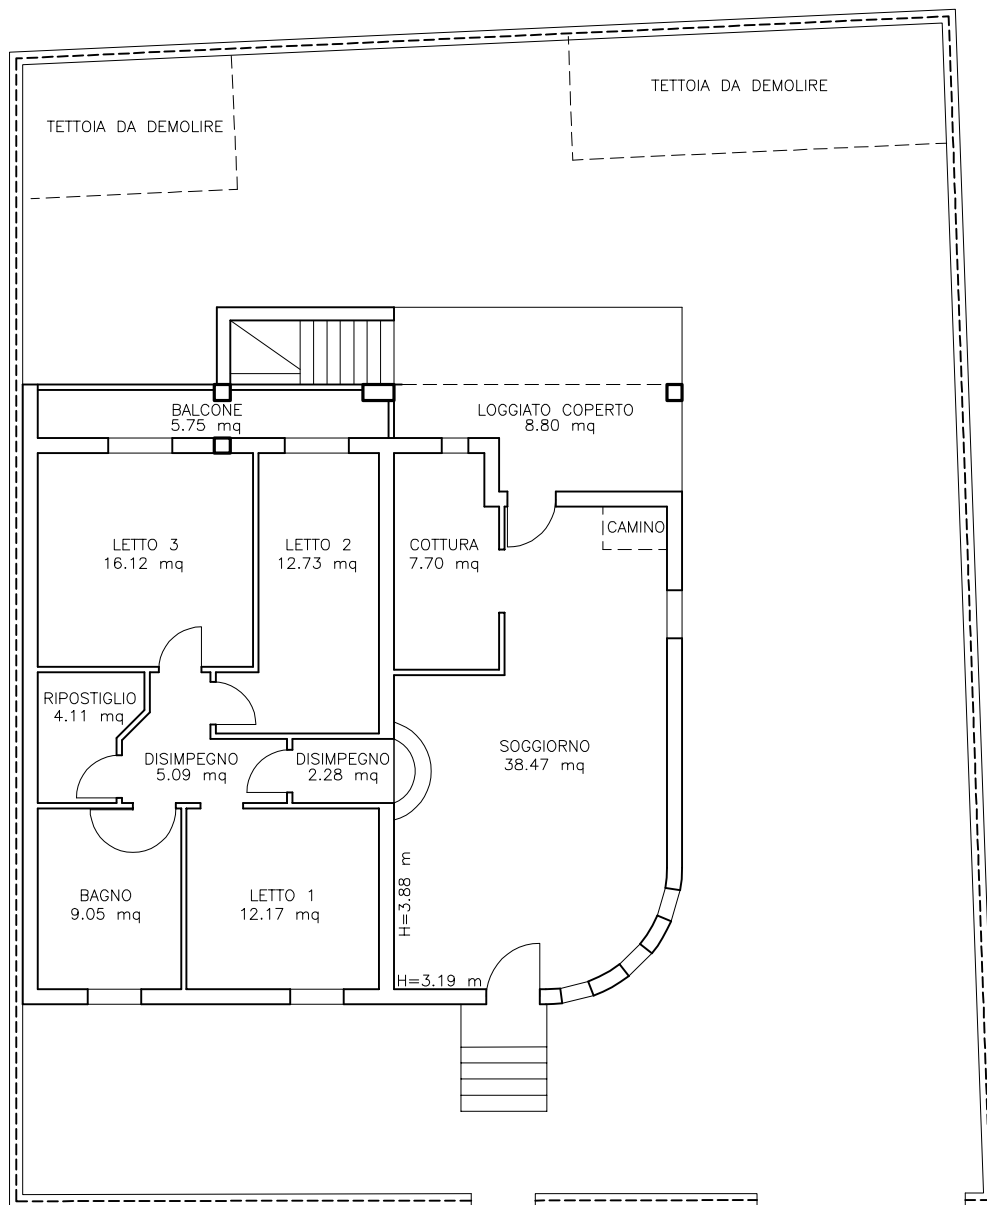 TETTOIA DA DEMOLIRE
TETTOIA DA DEMOLIRE
BALCONE
5.75 mq
LOGGIATO COPERTO
8.80 mq
CAMINO
LETTO 3
16.12 mq
LETTO 2
12.73 mq
COTTURA
7.70 mq
RIPOSTIGLIO
4.11 mq
DISIMPEGNO
5.09 mq
DISIMPEGNO
2.28 mq
SOGGIORNO
38.47 mq
BAGNO
9.05 mq
LETTO 1
12.17 mq
H=3.88 m
H=3.19 m